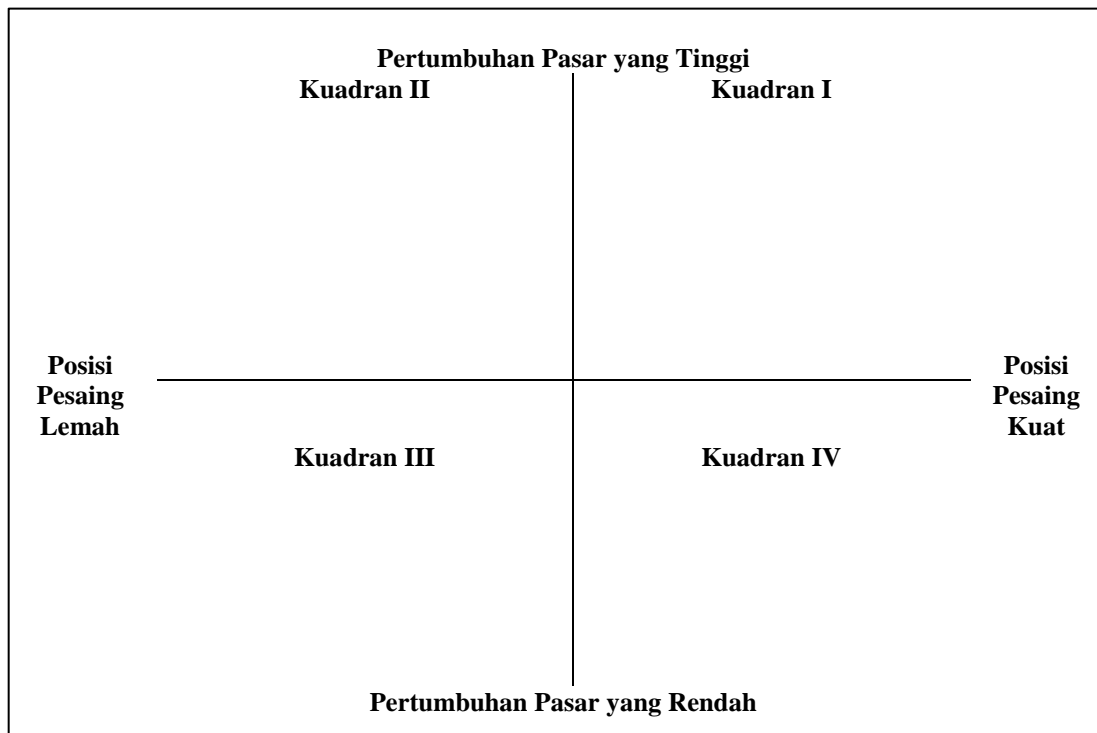 Pertumbuhan Pasar yang Tinggi
Kuadran II
Kuadran I
Posisi
Pesaing
Lemah
Posisi
Pesaing
Kuat
Kuadran III
Kuadran IV
Pertumbuhan Pasar yang Rendah